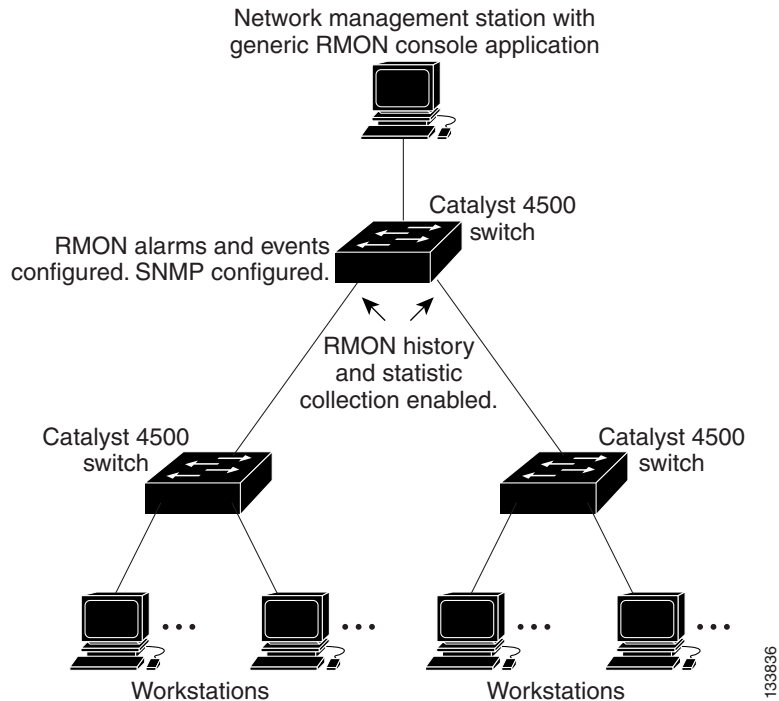 Network management station with
generic RMON console application
Catalyst 4500
switch
RMON alarms and events
configured. SNMP configured.
RMON history
and statistic
collection enabled.
Catalyst 4500
switch
Catalyst 4500
switch
Workstations
Workstations
133836